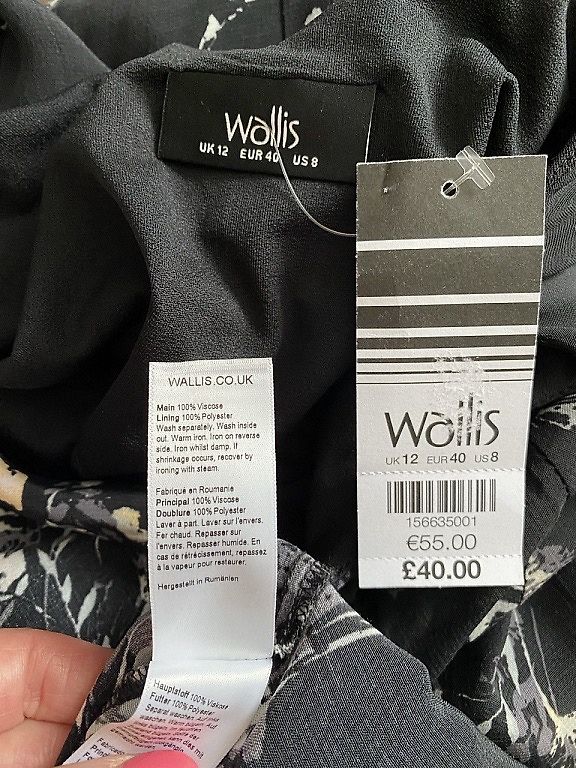 Wallis
UK 12 EUR 40 US 8
Wallis
UK 12 EUR 40 US 8
156635001
€55.00
£40.00
WALLIS.CO.UK
Main 100% Viscose
Lining 100% Polyester
Wash separately. Wash inside
out. Warm iron. Iron on reverse
side. Iron whilst damp. If
shrinkage occurs, recover by
ironing with steam.
Fabriqué en Roumanie
Principal 100% Viscose
Doublure 100% Polyester
Laver à part. Laver sur l'envers.
Fer chaud. Repasser sur
l'envers. Repasser humide. En
cas de rétrécissement, repassez
à la vapeur pour restaurer.
Hergestellt in Rumänien
Hauptstoff 100% Viskose
Futter 100% Polyester
Separat waschen. Auf links